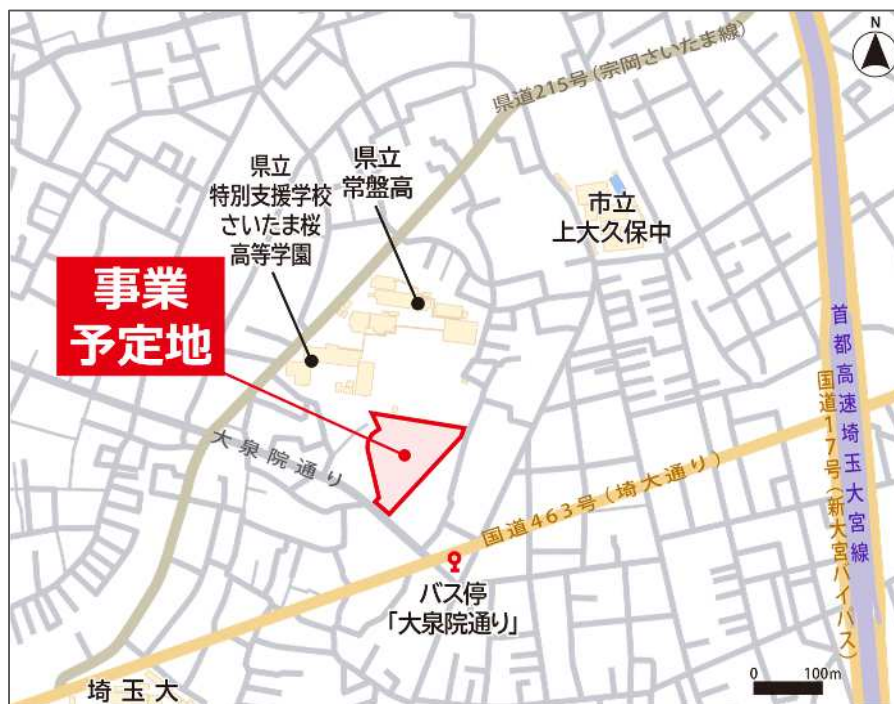 N
県道215号(宗岡さいたま線)
県立
特別支援学校
さいたま桜
高等学園
県立
常盤高
市立
上大久保中
事業
予定地
大泉院通り
国道463号(埼大通り)
首都高速埼玉大宮線
国道17号(新大宮バイパス)
バス停
「大泉院通り」
埼玉大
0 100m